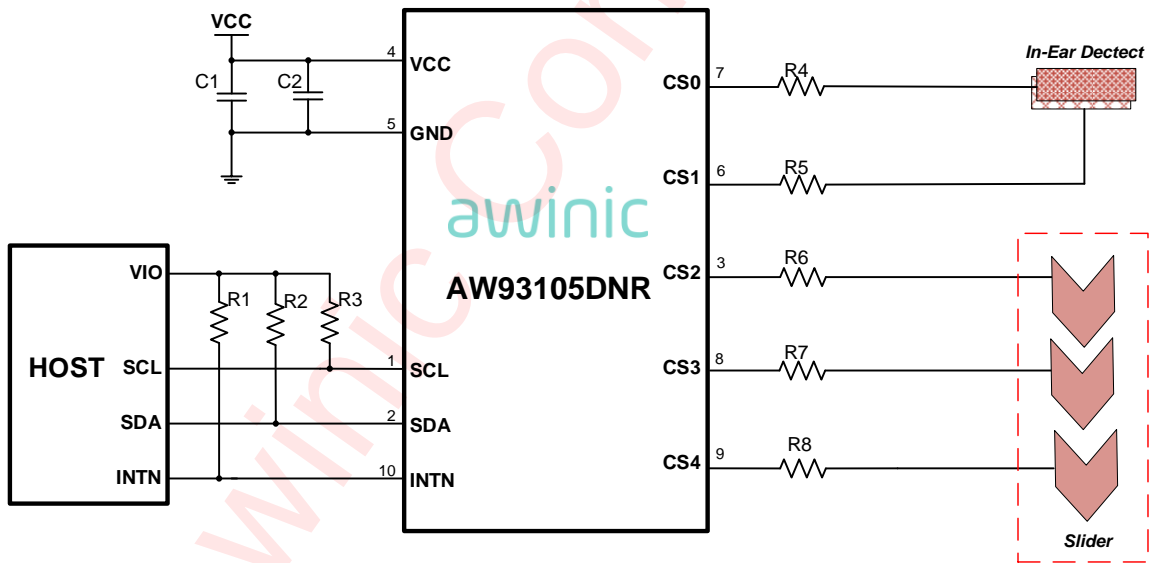 VCC
C1
C2
4
VCC
5
GND
CS0
7
R4
In-Ear Dectect
CS1
6
R5
awinic
AW93105DNR
CS2
3
R6
CS3
8
R7
CS4
9
R8
Slider
HOST
VIO
R1
R2
R3
SCL
1
SCL
SDA
2
SDA
INTN
10
INTN
winic Con